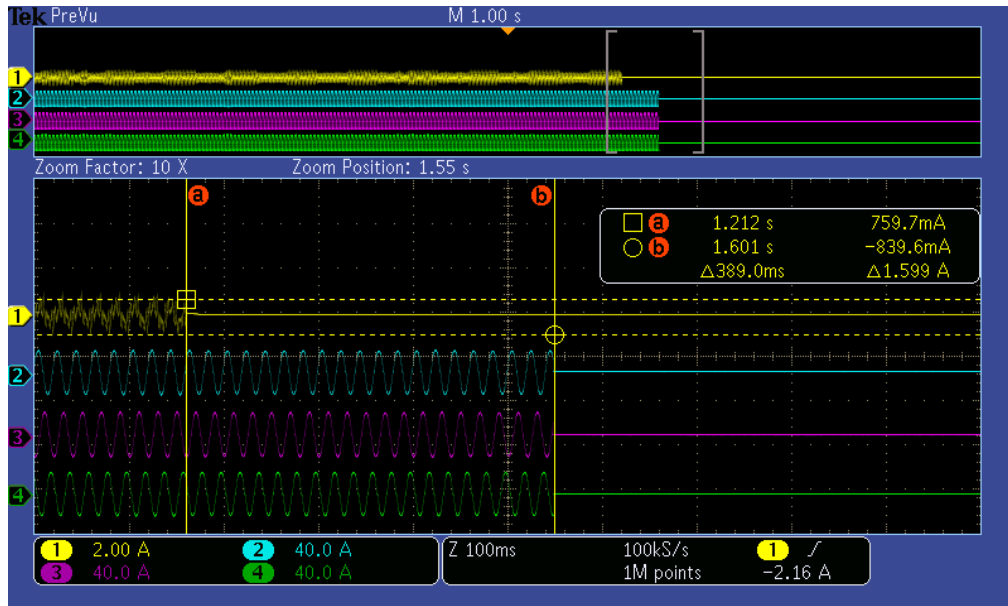 Tek PreVu M 1.00 s
1
2
3
4
Zoom Factor: 10 X Zoom Position: 1.55 s
a b
a 1.212 s 759.7mA
b 1.601 s -839.6mA
Δ389.0ms Δ1.599 A
1
2
3
4
1 2.00 A 2 40.0 A Z 100ms 100kS/s 1 -2.16 A
3 40.0 A 4 40.0 A 1M points